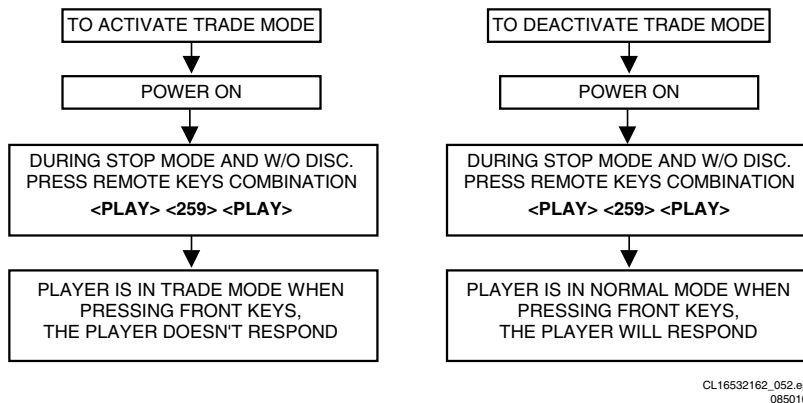 TO ACTIVATE TRADE MODE
POWER ON
DURING STOP MODE AND W/O DISC.
PRESS REMOTE KEYS COMBINATION
<PLAY> <259> <PLAY>
PLAYER IS IN TRADE MODE WHEN
PRESSING FRONT KEYS,
THE PLAYER DOESN'T RESPOND
TO DEACTIVATE TRADE MODE
POWER ON
DURING STOP MODE AND W/O DISC.
PRESS REMOTE KEYS COMBINATION
<PLAY> <259> <PLAY>
PLAYER IS IN NORMAL MODE WHEN
PRESSING FRONT KEYS,
THE PLAYER WILL RESPOND